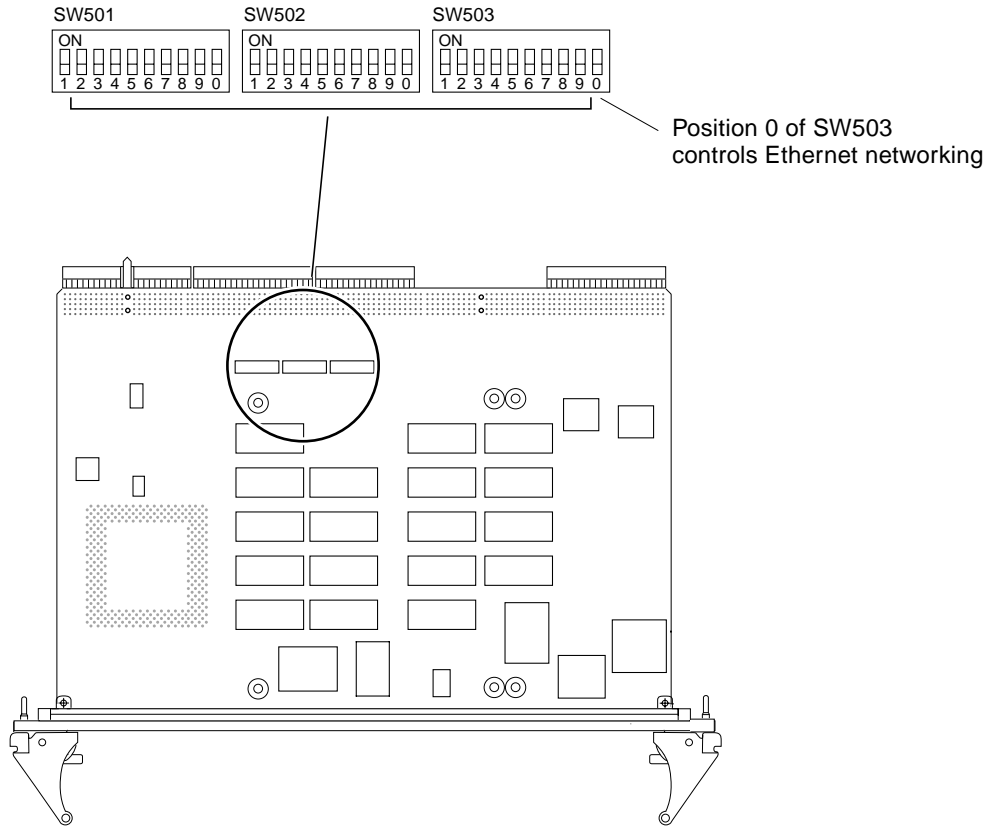 SW501 SW502 SW503
ON ON ON
1 2 3 4 5 6 7 8 9 0 1 2 3 4 5 6 7 8 9 0 1 2 3 4 5 6 7 8 9 0
Position 0 of SW503
controls Ethernet networking